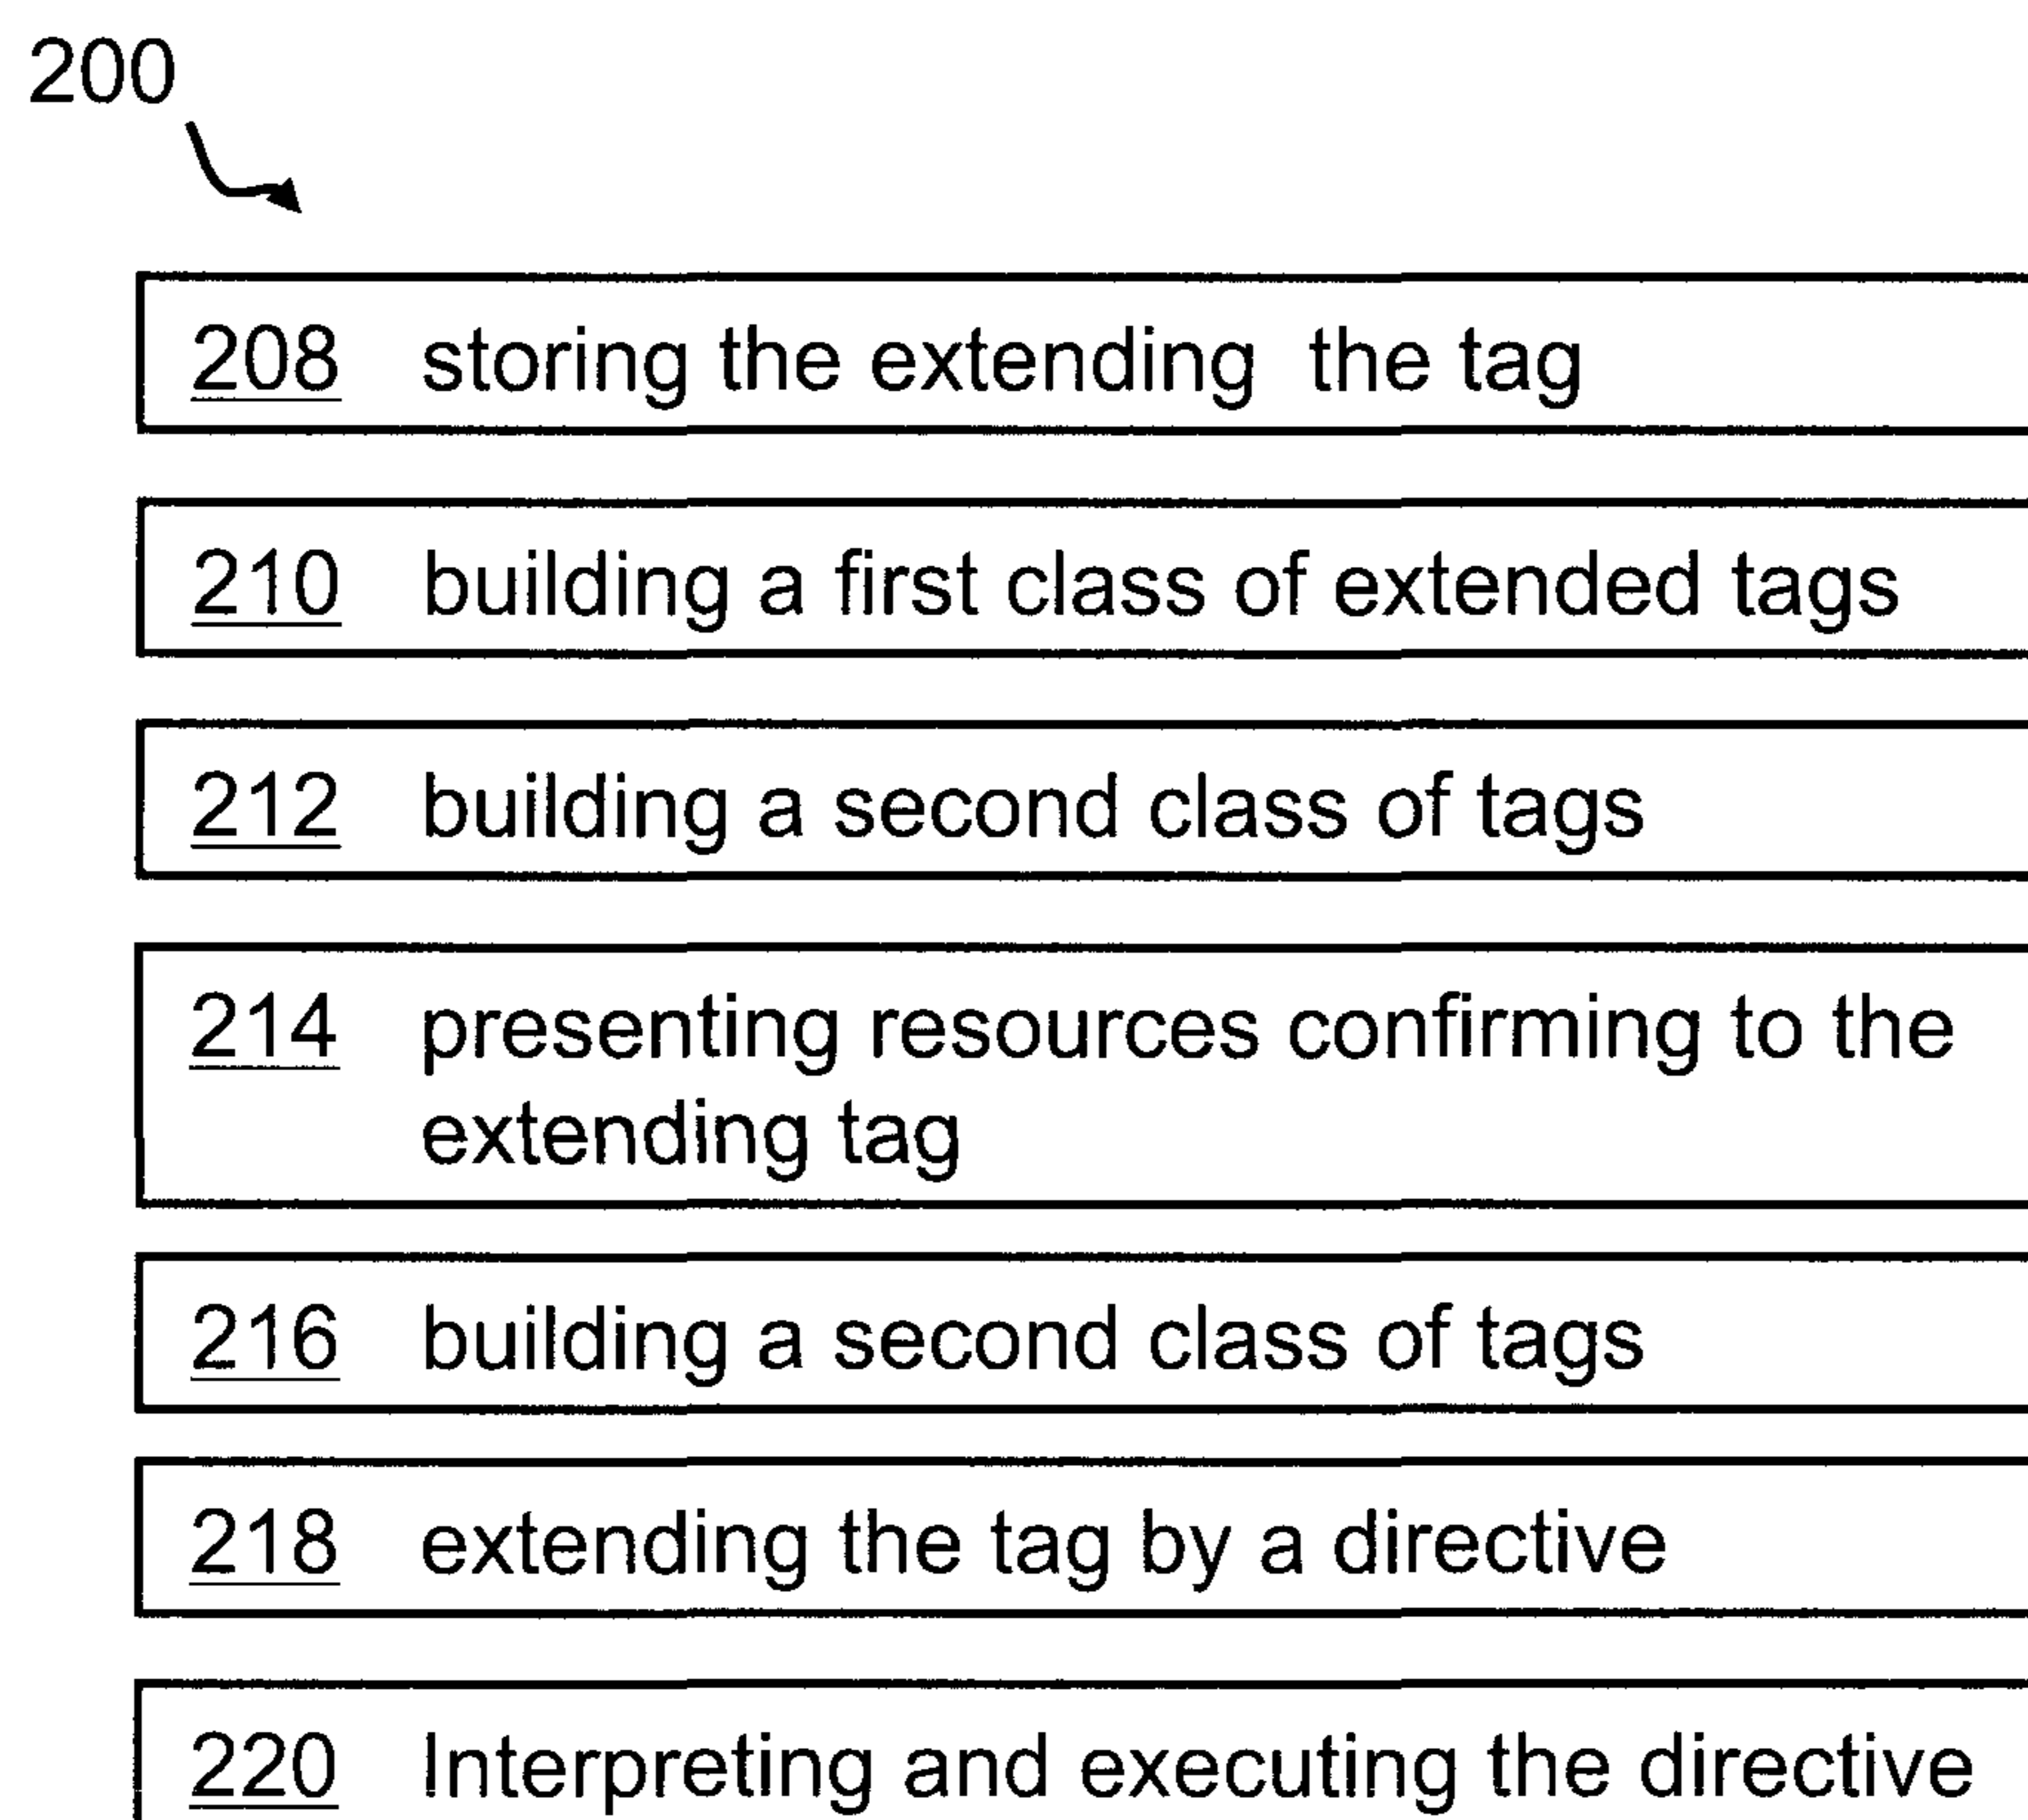 200
208 storing the extending the tag
210 building a first class of extended tags
212 building a second class of tags
214 presenting resources confirming to the
extending tag
216 building a second class of tags
218 extending the tag by a directive
220 Interpreting and executing the directive